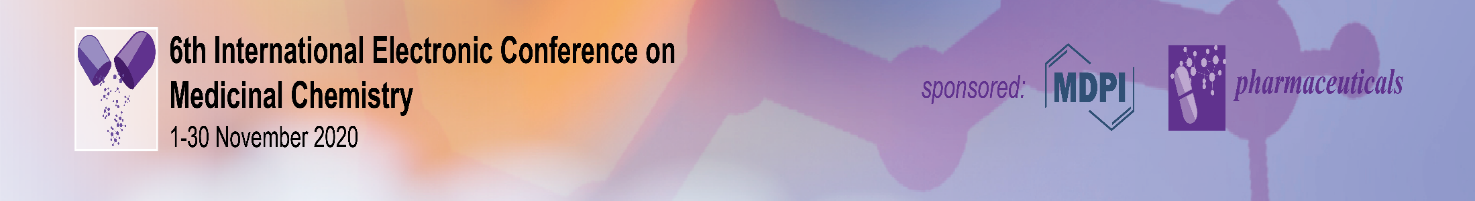 6th International Electronic Conference on
Medicinal Chemistry
1-30 November 2020
sponsored:
MDPI
pharmaceuticals